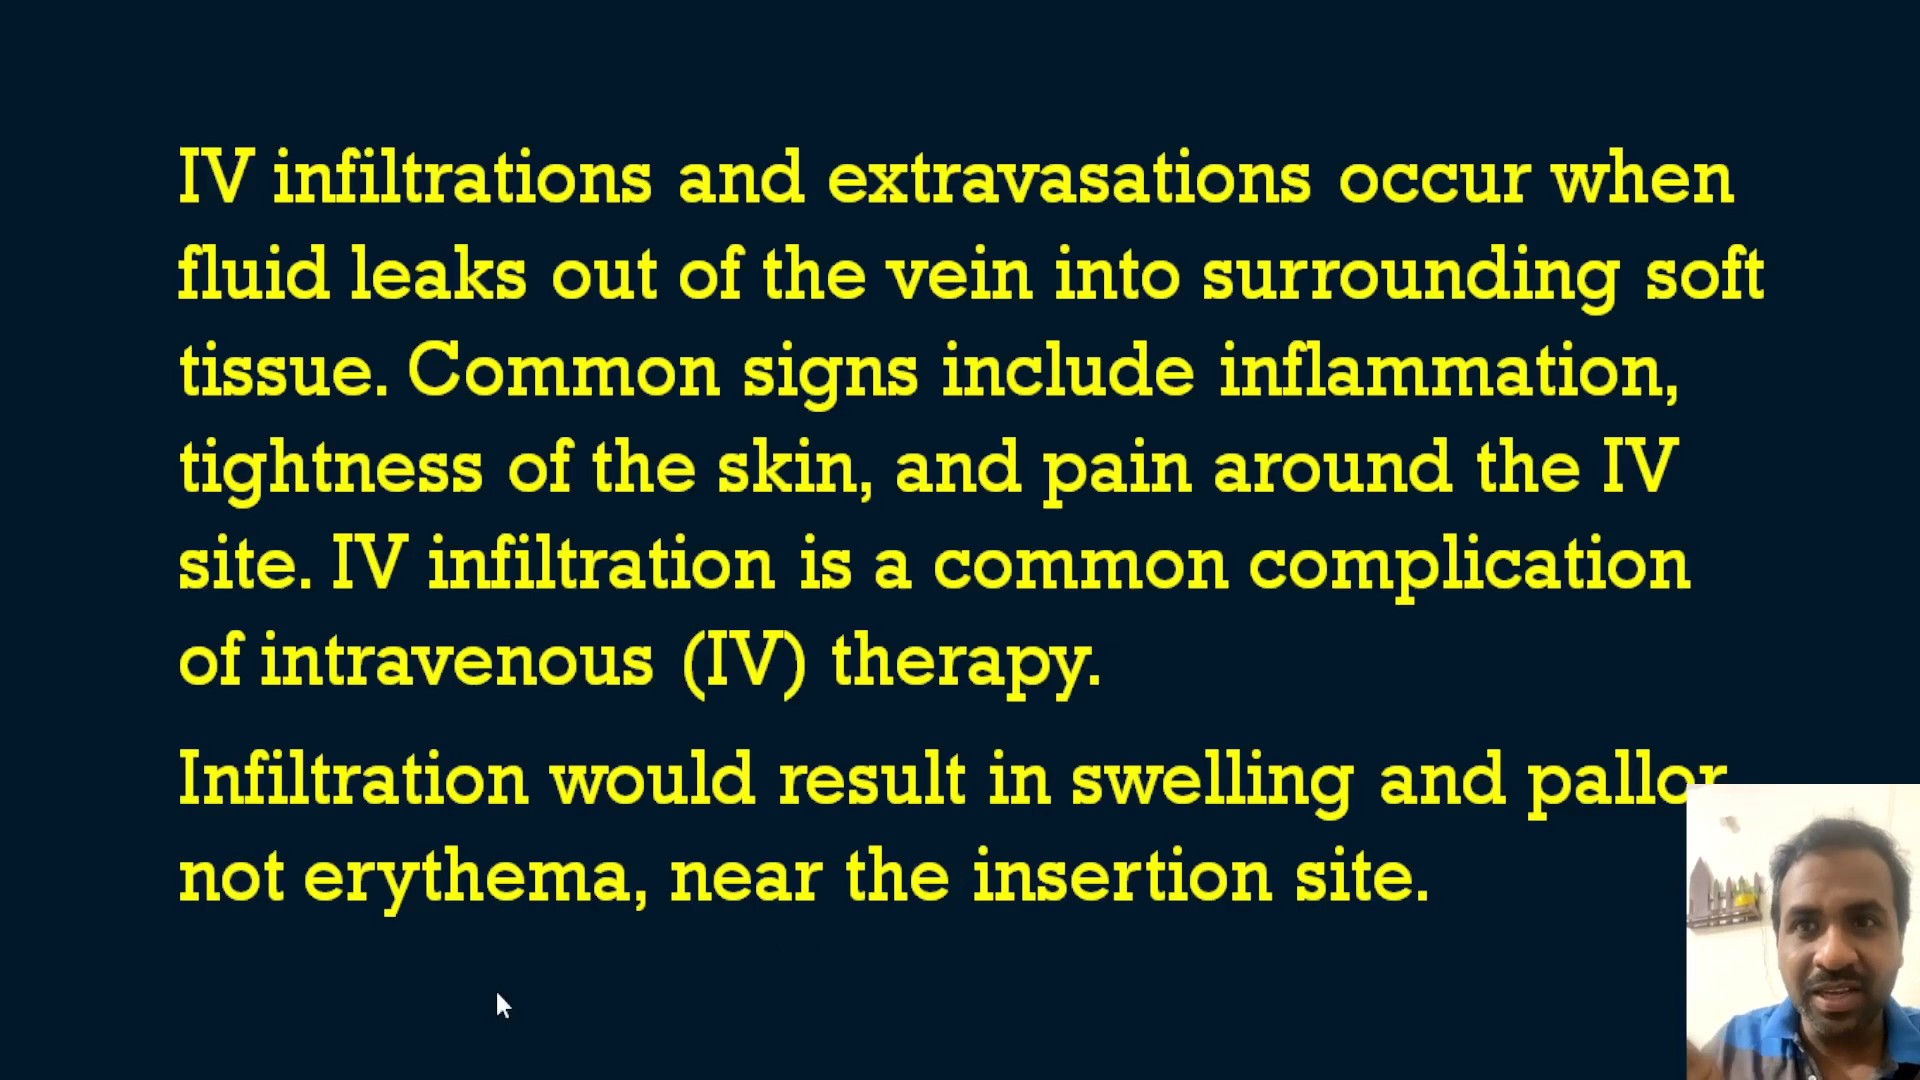 IV infiltrations and extravasations occur when
fluid leaks out of the vein into surrounding soft
tissue. Common signs include inflammation,
tightness of the skin, and pain around the IV
site. IV infiltration is a common complication
of intravenous (IV) therapy.
Infiltration would result in swelling and pallor
not erythema, near the insertion site.